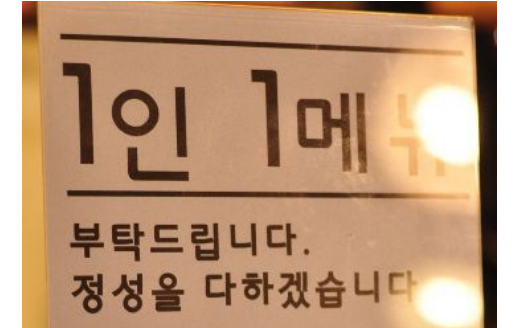 1인 1메뉴
부탁드립니다.
정성을 다하겠습니다